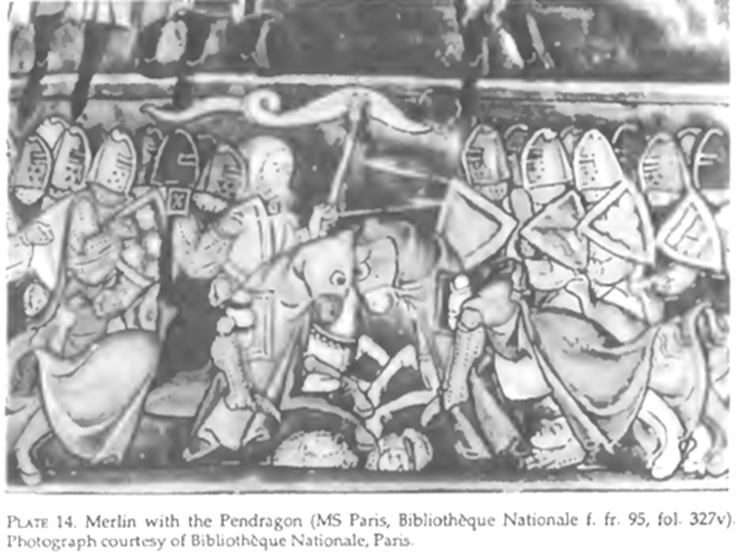 PLATE 14. Merlin with the Pendragon (MS Paris, Bibliothèque Nationale f. fr. 95, fol. 327v).
Photograph courtesy of Bibliothèque Nationale, Paris.